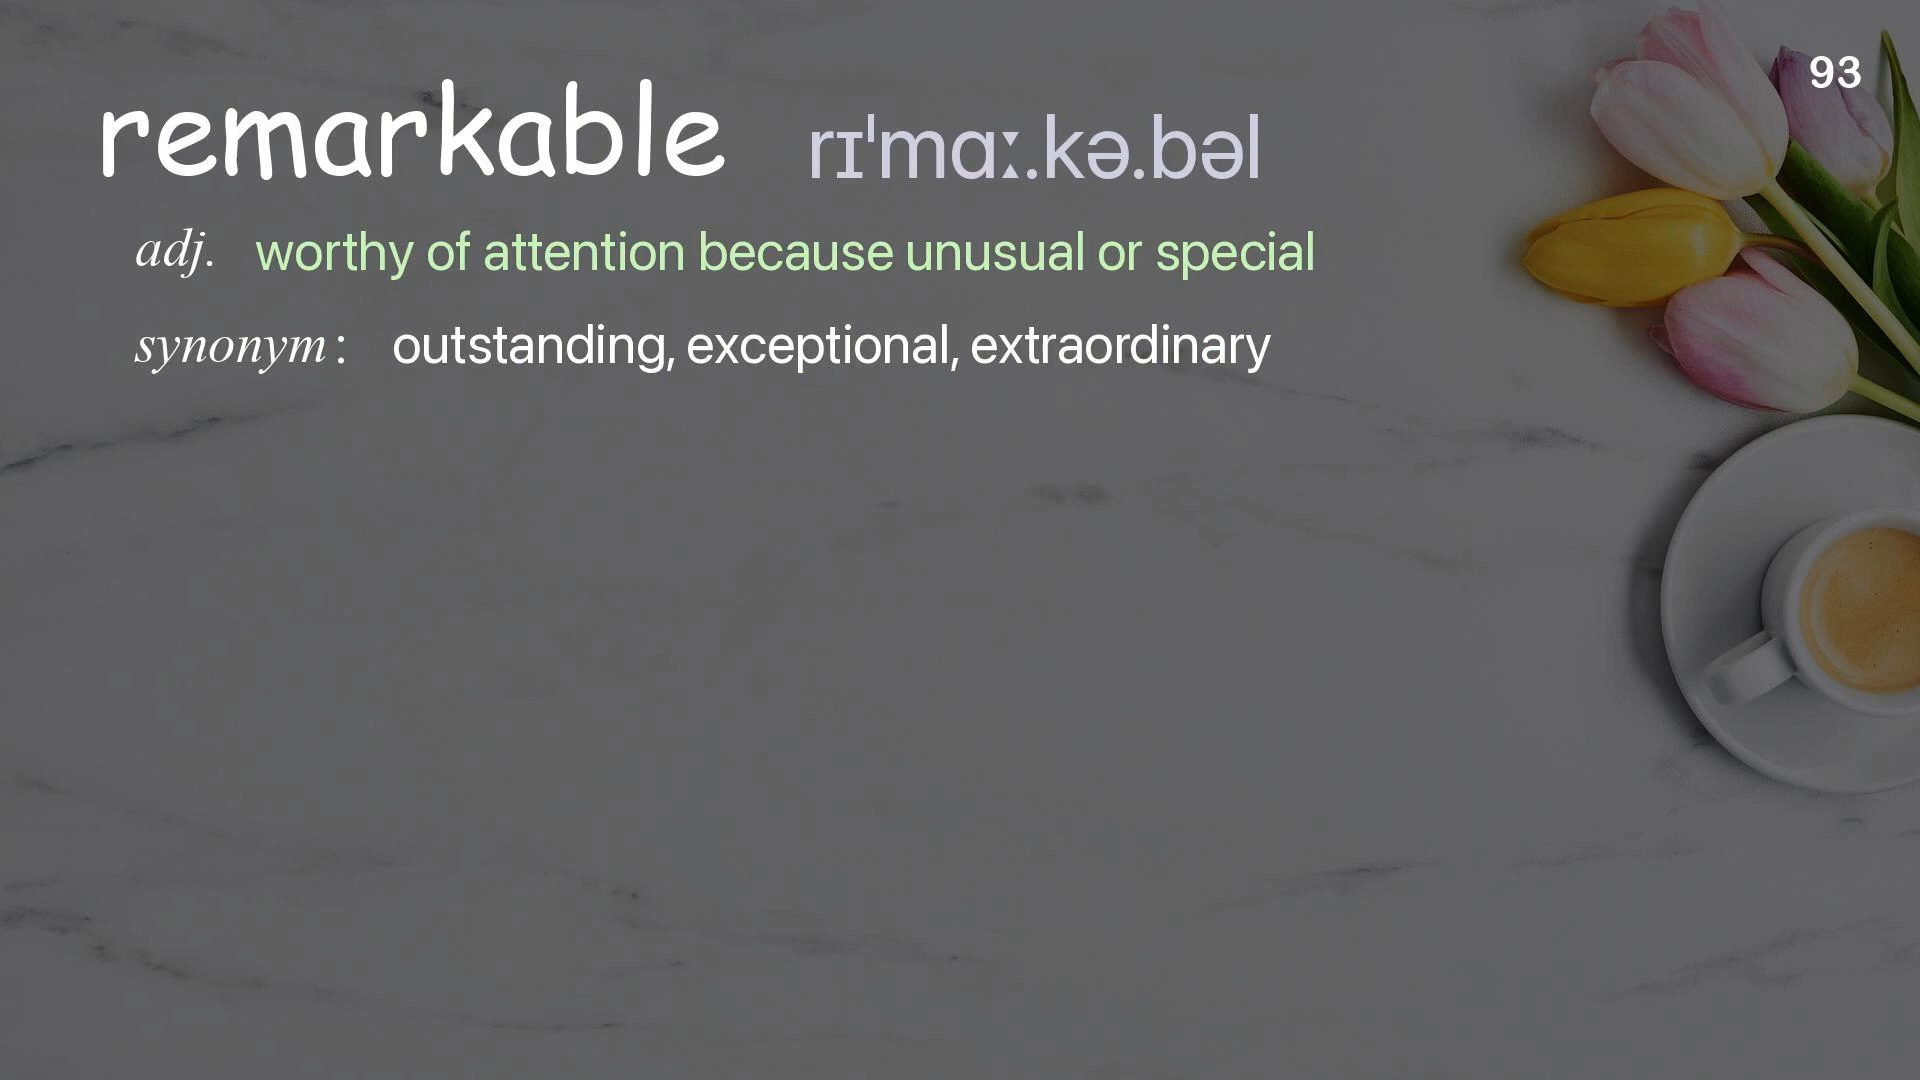 93
remarkable rɪˈmɑː.kə.bəl
adj. worthy of attention because unusual or special
synonym : outstanding, exceptional, extraordinary